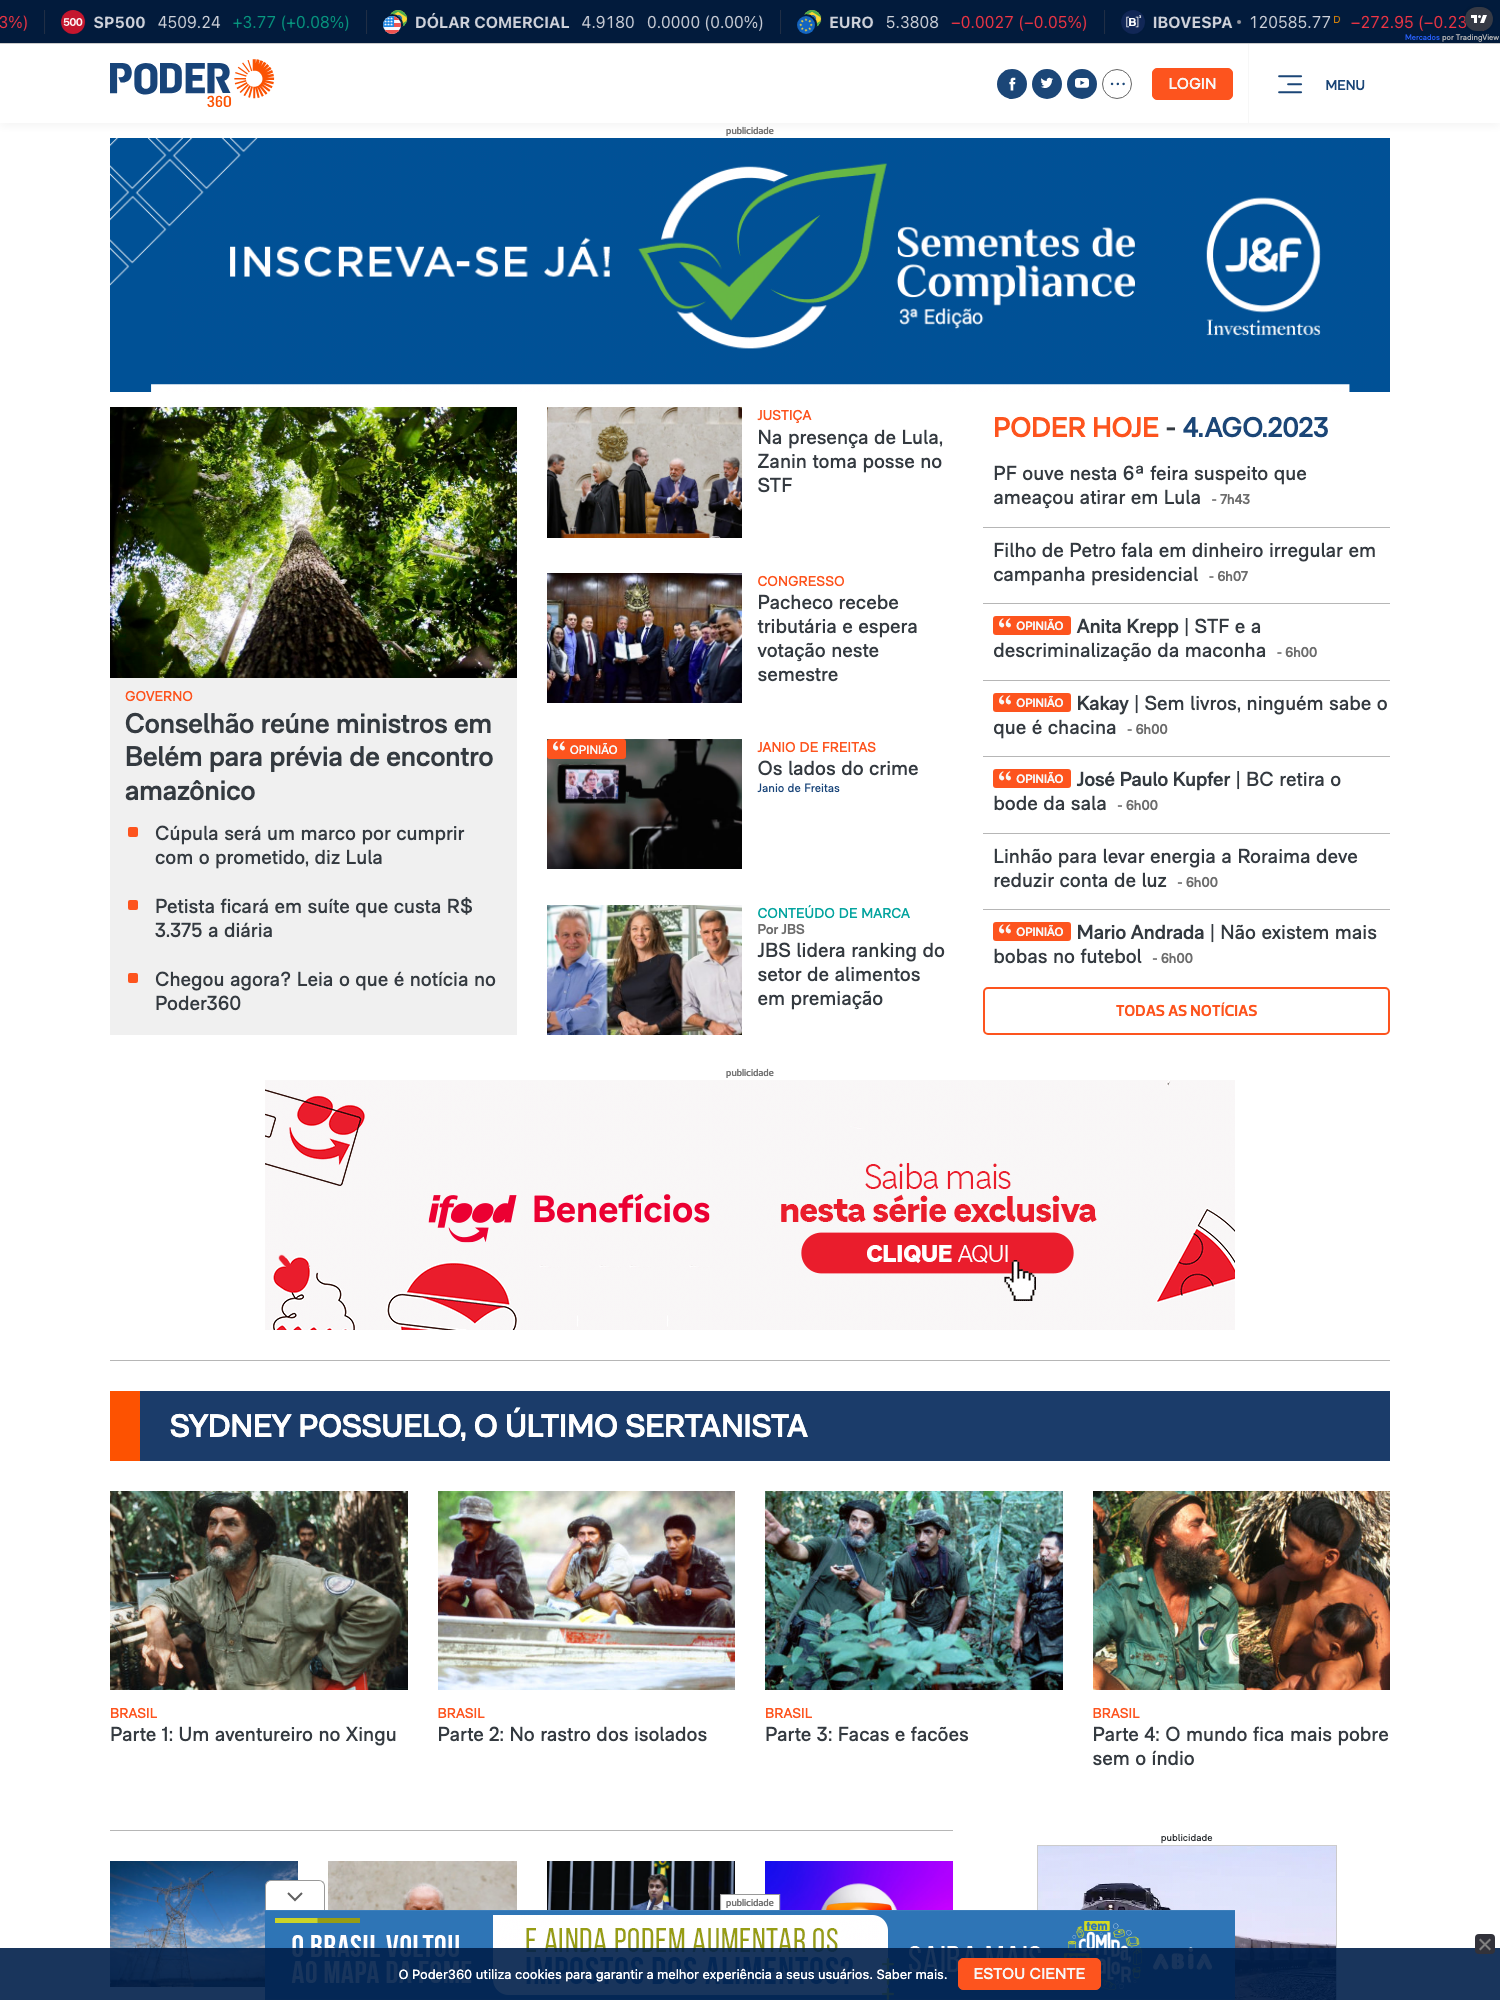 3%)
500 SP500 4509.24 +3.77 (+0.08%)
DÓLAR COMERCIAL 4.9180 0.0000 (0.00%)
EURO 5.3808 −0.0027 (−0.05%)
IBOVESPA 120585.77 D −272.95 (−0.23
Mercados por TradingView
PODER
360
LOGIN
MENU
publicidade
INSCREVA-SE JÁ!
Sementes de
Compliance
3ª Edição
J&F
Investimentos
GOVERNO
Conselhão reúne ministros em
Belém para prévia de encontro
amazônico
Cúpula será um marco por cumprir
com o prometido, diz Lula
Petista ficará em suíte que custa R$
3.375 a diária
Chegou agora? Leia o que é notícia no
Poder360
JUSTIÇA
Na presença de Lula,
Zanin toma posse no
STF
CONGRESSO
Pacheco recebe
tributária e espera
votação neste
semestre
“ OPINIÃO
JANIO DE FREITAS
Os lados do crime
Janio de Freitas
CONTEÚDO DE MARCA
Por JBS
JBS lidera ranking do
setor de alimentos
em premiação
PODER HOJE - 4.AGO.2023
PF ouve nesta 6ª feira suspeito que
ameaçou atirar em Lula - 7h43
Filho de Petro fala em dinheiro irregular em
campanha presidencial - 6h07
“ OPINIÃO Anita Krepp | STF e a
descriminalização da maconha - 6h00
“ OPINIÃO Kakay | Sem livros, ninguém sabe o
que é chacina - 6h00
“ OPINIÃO José Paulo Kupfer | BC retira o
bode da sala - 6h00
Linhão para levar energia a Roraima deve
reduzir conta de luz - 6h00
“ OPINIÃO Mario Andrada | Não existem mais
bobas no futebol - 6h00
TODAS AS NOTÍCIAS
publicidade
ifood Benefícios
Saiba mais
nesta série exclusiva
CLIQUE AQUI
SYDNEY POSSUELO, O ÚLTIMO SERTANISTA
BRASIL
Parte 1: Um aventureiro no Xingu
BRASIL
Parte 2: No rastro dos isolados
BRASIL
Parte 3: Facas e facões
BRASIL
Parte 4: O mundo fica mais pobre
sem o índio
publicidade
publicidade
O BRASIL VOLTOU
AO MAPA DA FOME
E AINDA PODEM AUMENTAR OS
SAIBA MAIS
tem
ABIA
O Poder360 utiliza cookies para garantir a melhor experiência a seus usuários. Saber mais.
ESTOU CIENTE